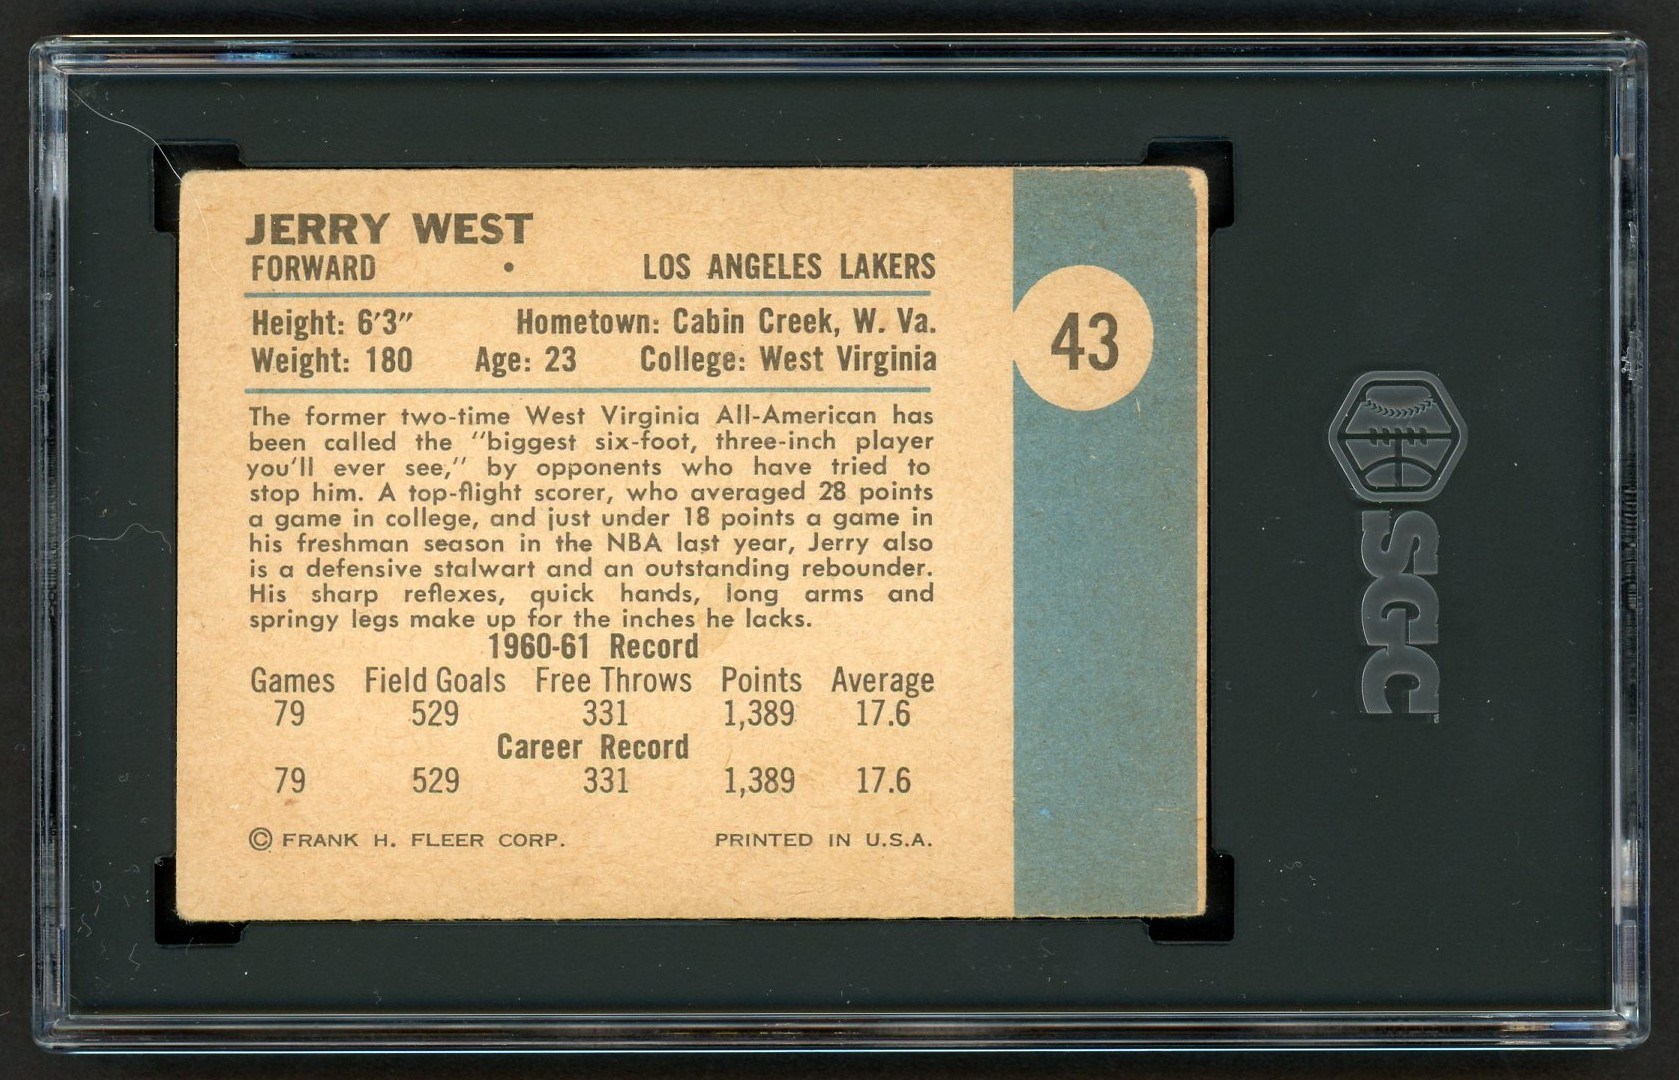 JERRY WEST
FORWARD • LOS ANGELES LAKERS
Height: 6'3" Hometown: Cabin Creek, W. Va.
Weight: 180 Age: 23 College: West Virginia
43
The former two-time West Virginia All-American has
been called the "biggest six-foot, three-inch player
you'll ever see," by opponents who have tried to
stop him. A top-flight scorer, who averaged 28 points
a game in college, and just under 18 points a game in
his freshman season in the NBA last year, Jerry also
is a defensive stalwart and an outstanding rebounder.
His sharp reflexes, quick hands, long arms and
springy legs make up for the inches he lacks.
1960-61 Record
Games Field Goals Free Throws Points Average
79 529 331 1,389 17.6
Career Record
79 529 331 1,389 17.6
© FRANK H. FLEER CORP. PRINTED IN U.S.A.
SGC